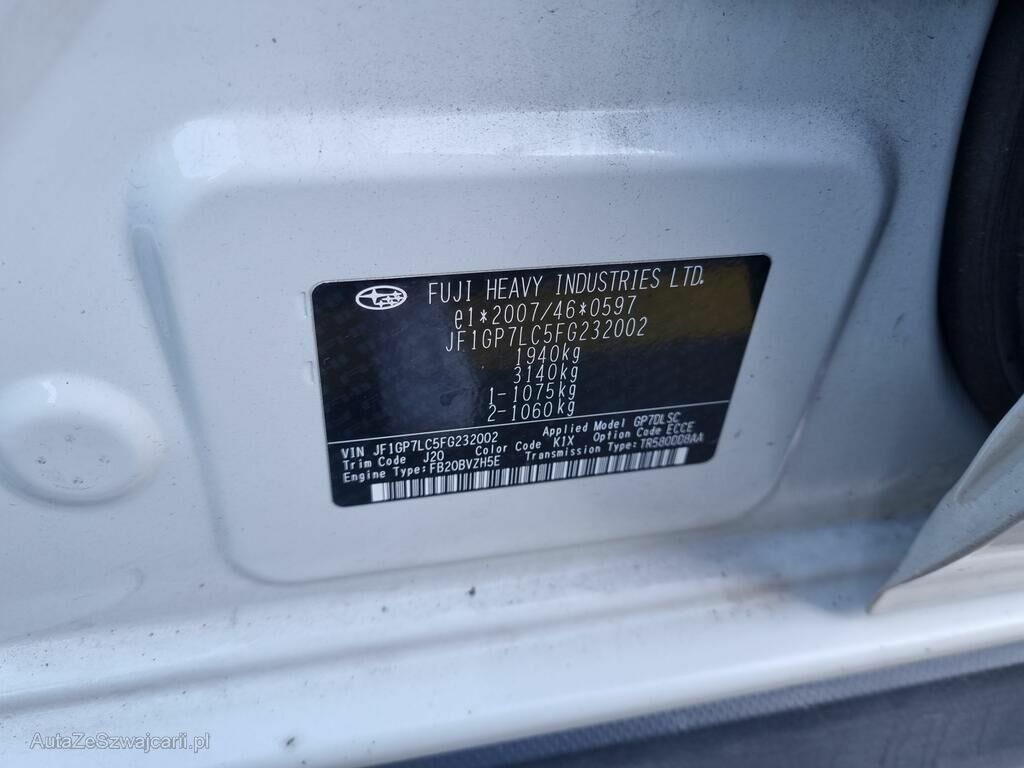 FUJI HEAVY INDUSTRIES LTD.
e1*2007/46*0597
JF1GP7LC5FG232002
1940kg
3140kg
1-1075kg
2-1060kg
VIN JF1GP7LC5FG232002 Applied Model GP7DLSC
Trim Code J20 Color Code K1X Option Code ECCE
Engine Type:FB20BVZH5E Transmission Type:TR580DD8AA
AutaZeSzwajcarii.pl